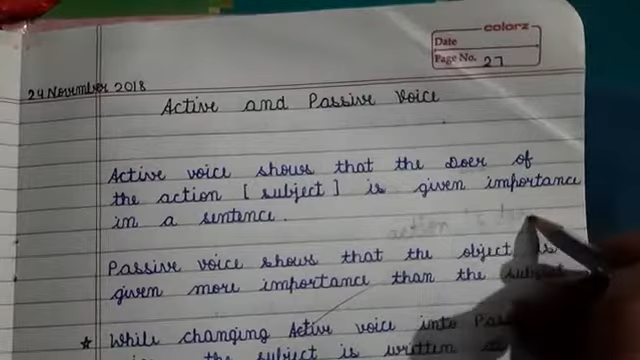 colorz
Date
Page No. 27
24 November 2018
Active and Passive Voice
Active voice shows that the Doer of
the action [ subject ] is given importance
in a sentence.
action is
Passive voice shows that the object is
given more importance than the subject
* While changing Active voice into
the subject is written